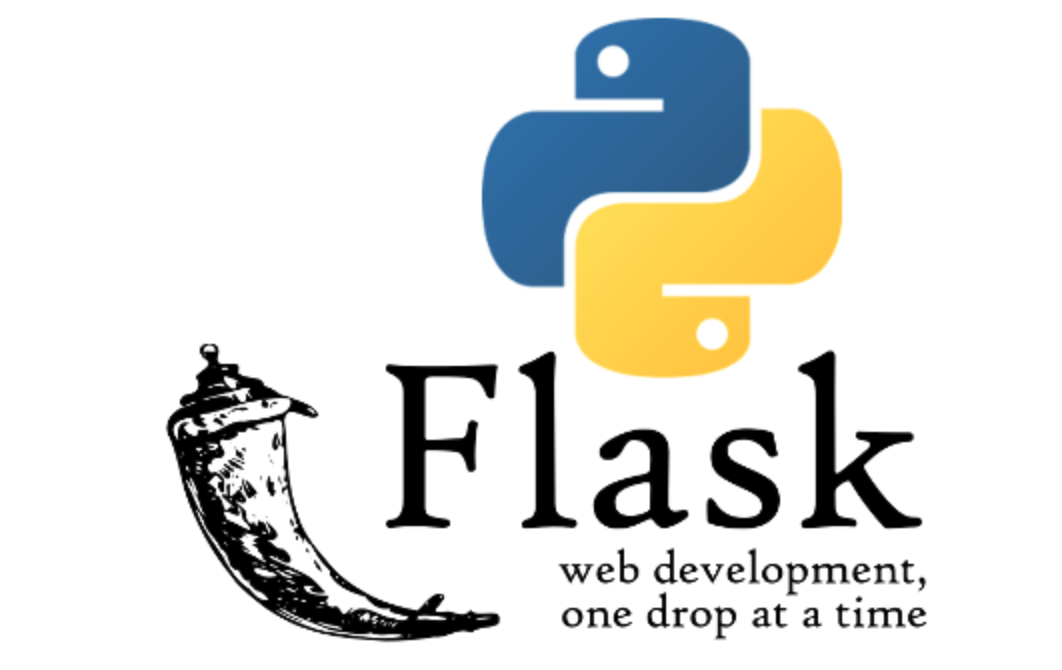 Flask
web development,
one drop at a time